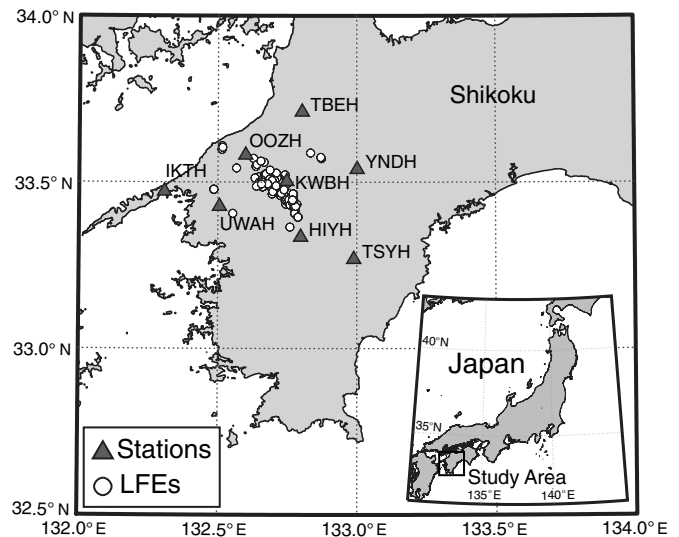 34.0° N
TBEH
Shikoku
OOZH
YNDH
IKTH
33.5° N
KWBH
UWAH
HIYH
TSYH
40°N
33.0° N
Japan
35°N
Stations
LFEs
Study Area
135°E
140°E
32.5° N
132.0° E
132.5° E
133.0° E
133.5° E
134.0° E